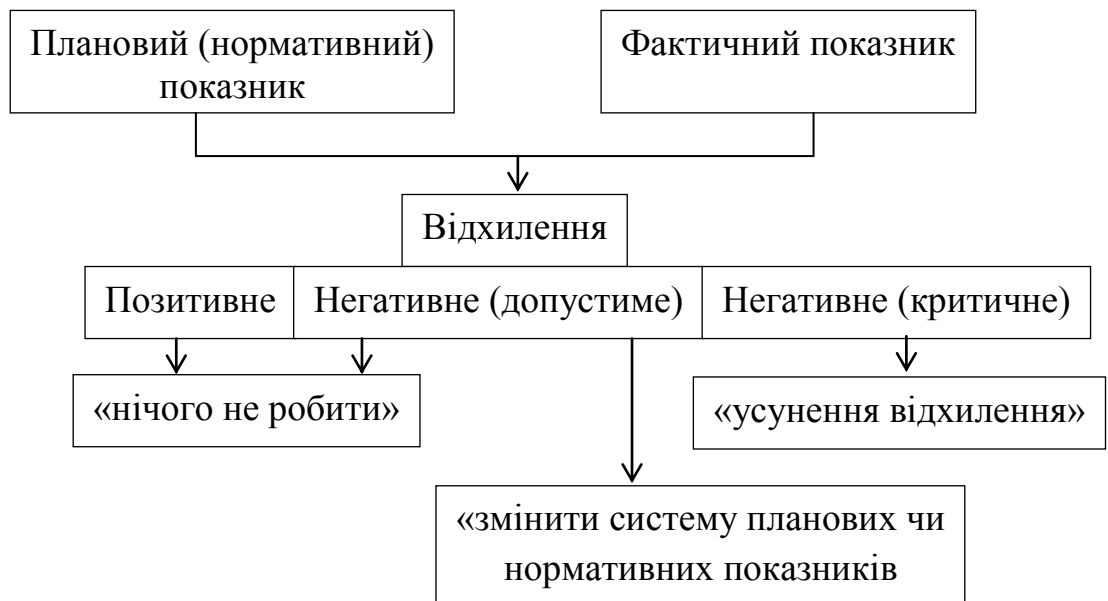 Плановий (нормативний)
показник
Фактичний показник
Відхилення
Позитивне
Негативне (допустиме)
Негативне (критичне)
«нічого не робити»
«усунення відхилення»
«змінити систему планових чи
нормативних показників